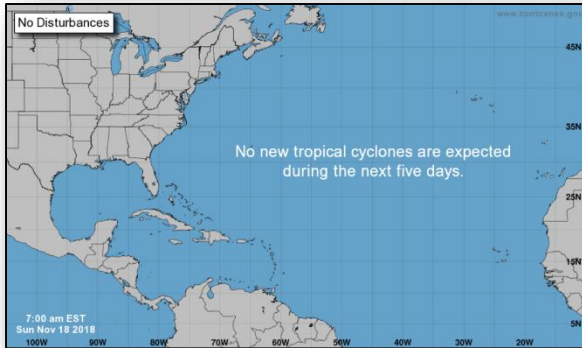 No Disturbances
www.hurricanes.gov
45N
35N
No new tropical cyclones are expected
during the next five days.
25N
15N
7:00 am EST
Sun Nov 18 2018
5N
100W 90W 80W 70W 60W 50W 40W 30W 20W 10W